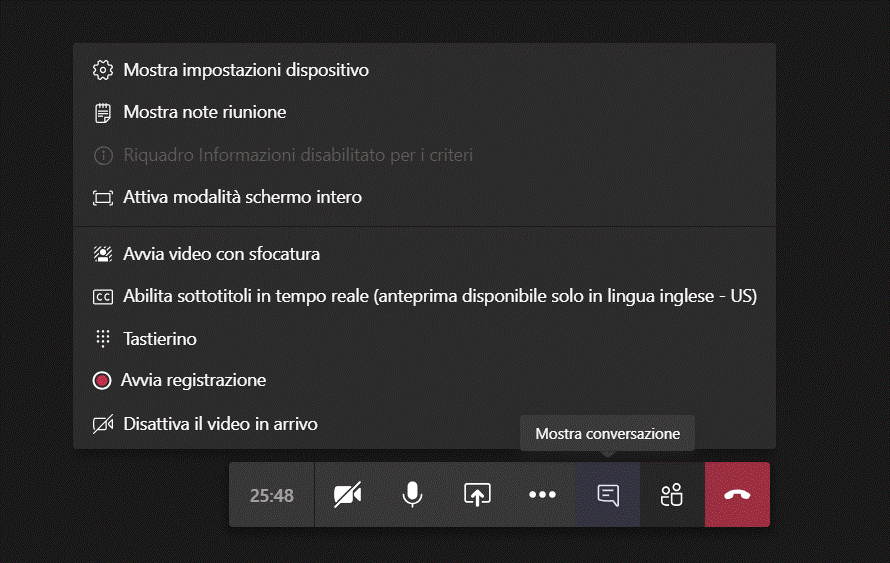 Mostra impostazioni dispositivo
Mostra note riunione
Riquadro Informazioni disabilitato per i criteri
Attiva modalità schermo intero
Avvia video con sfocatura
CC Abilita sottotitoli in tempo reale (anteprima disponibile solo in lingua inglese - US)
Tastierino
Avvia registrazione
Disattiva il video in arrivo
Mostra conversazione
25:48